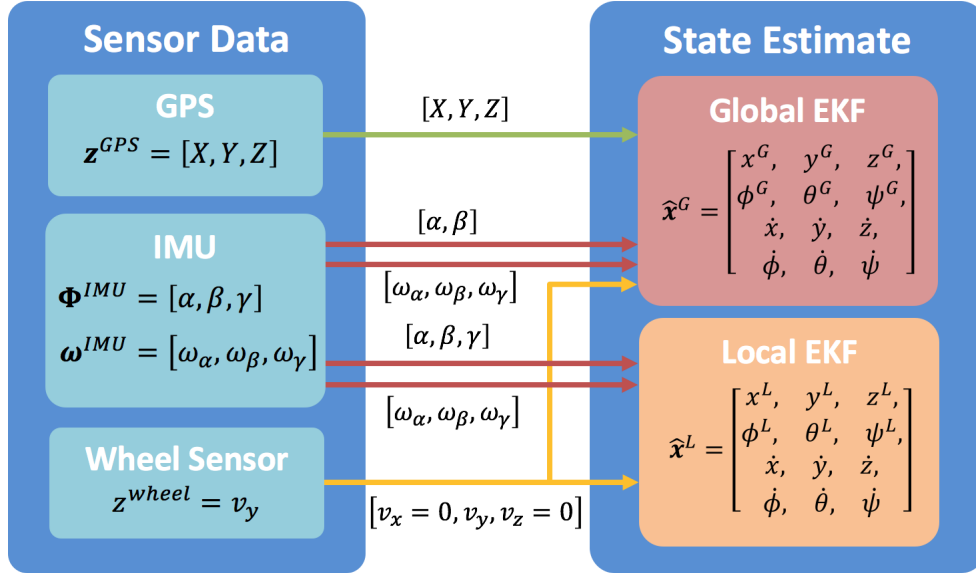 Sensor Data
GPS
z^GPS = [X, Y, Z]
IMU
Φ^IMU = [α, β, γ]
ω^IMU = [ω_α, ω_β, ω_γ]
Wheel Sensor
z^wheel = v_y
[X, Y, Z]
[α, β]
[ω_α, ω_β, ω_γ]
[α, β, γ]
[ω_α, ω_β, ω_γ]
[v_x = 0, v_y, v_z = 0]
State Estimate
Global EKF
x̂^G = [x^G, y^G, z^G,
ϕ^G, θ^G, ψ^G,
ẋ, ẏ, ż,
ϕ̇, θ̇, ψ̇]
Local EKF
x̂^L = [x^L, y^L, z^L,
ϕ^L, θ^L, ψ^L,
ẋ, ẏ, ż,
ϕ̇, θ̇, ψ̇]